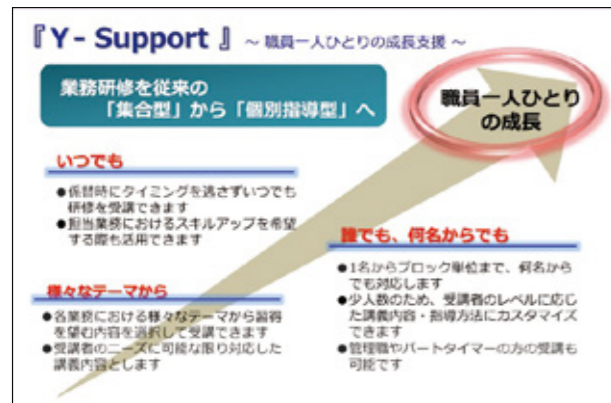 『Y-Support』 ～ 職員一人ひとりの成長支援 ～
業務研修を従来の
「集合型」から「個別指導型」へ
職員一人ひとり
の成長
いつでも
●係替時にタイミングを逃さずいつでも
研修を受講できます
●担当業務におけるスキルアップを希望
する際も活用できます
誰でも、何名からでも
●1名からブロック単位まで、何名から
でも対応します
●少人数のため、受講者のレベルに応じ
た講義内容・指導方法にカスタマイズ
できます
●管理職やパートタイマーの方の受講も
可能です
様々なテーマから
●各業務における様々なテーマから習得
を望む内容を選択して受講できます
●受講者のニーズに可能な限り対応した
講義内容とします